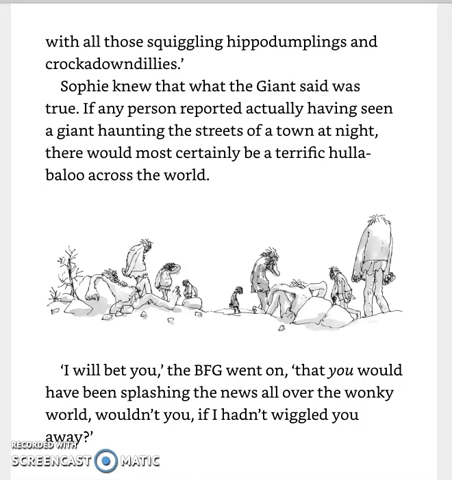 with all those squiggling hippodumplings and
crockadowndillies.’
Sophie knew that what the Giant said was
true. If any person reported actually having seen
a giant haunting the streets of a town at night,
there would most certainly be a terrific hulla-
baloo across the world.
‘I will bet you,’ the BFG went on, ‘that you would
have been splashing the news all over the wonky
world, wouldn’t you, if I hadn’t wiggled you
away?’
RECORDED WITH
SCREENCAST MATIC